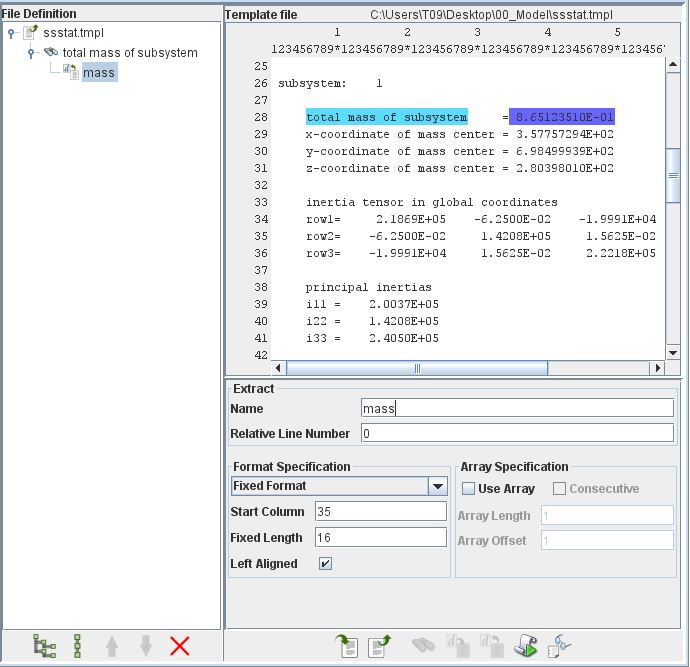 File Definition
ssstat.tmpl
total mass of subsystem
mass
Template file C:\Users\T09\Desktop\00_Model\ssstat.tmpl
1 2 3 4 5
123456789*123456789*123456789*123456789*123456789*123456
25
26 subsystem: 1
27
28 total mass of subsystem = 8.65123510E-01
29 x-coordinate of mass center = 3.57757294E+02
30 y-coordinate of mass center = 6.98499939E+01
31 z-coordinate of mass center = 2.80398010E+02
32
33 inertia tensor in global coordinates
34 row1= 2.1869E+05 -6.2500E-02 -1.9991E+04
35 row2= -6.2500E-02 1.4208E+05 1.5625E-02
36 row3= -1.9991E+04 1.5625E-02 2.2218E+05
37
38 principal inertias
39 i11 = 2.0037E+05
40 i22 = 1.4208E+05
41 i33 = 2.4050E+05
42
Extract
Name mass
Relative Line Number 0
Format Specification
Fixed Format
Start Column 35
Fixed Length 16
Left Aligned
Array Specification
Use Array Consecutive
Array Length 1
Array Offset 1